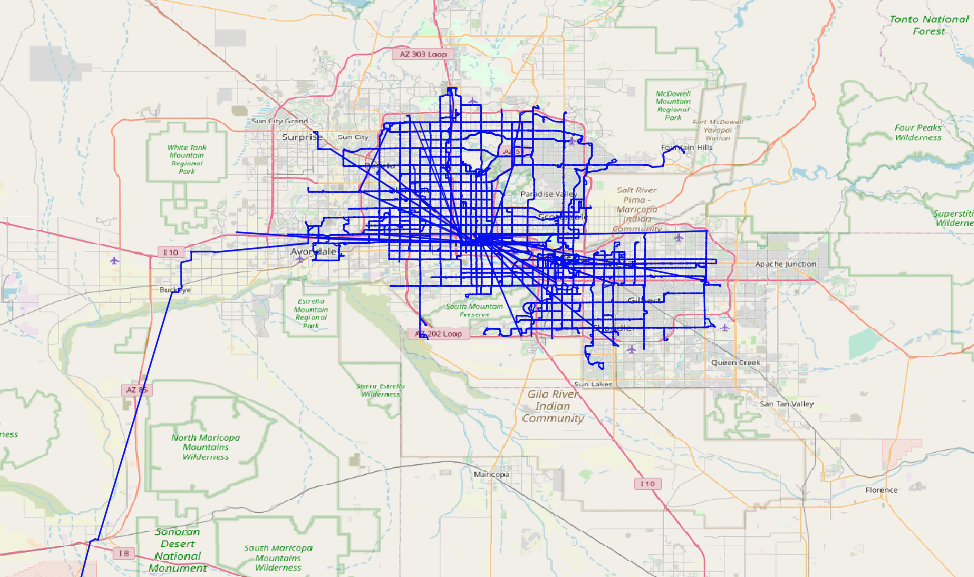 Tonto National
Forest
AZ 303 Loop
McDowell
Mountain
Regional
Park
Sun City Grand
Fort McDowell
Yavapai
Nation
Surprise
Sun City
Four Peaks
Wilderness
White Tank
Mountain
Regional
Park
Fountain Hills
Paradise Valley
Salt River
Pima -
Maricopa
Indian
Community
Superstiti
Wilderne
I 10
Avondale
Apache Junction
Buckeye
Estrella
Mountain
Regional
Park
South Mountain
Preserve
Gilbert
AZ 202 Loop
Chandler
Queen Creek
Sun Lakes
AZ 85
Sierra Estrella
Wilderness
Gila River
Indian
Community
San Tan Valley
ness
North Maricopa
Mountains
Wilderness
Maricopa
I 10
Florence
Sonoran
Desert
National
Monument
I 8
South Maricopa
Mountains
Wilderness